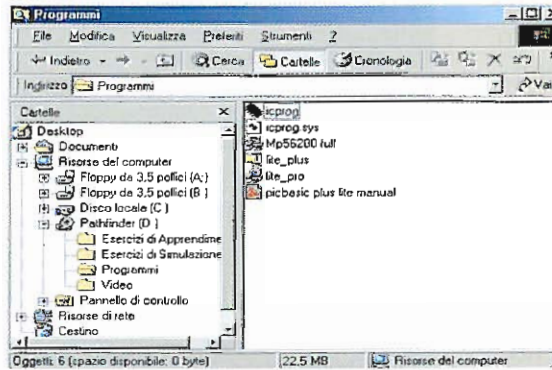 Programmi
File Modifica Visualizza Preferiti Strumenti ?
Indietro Cerca Cartelle Cronologia
Indirizzo Programmi Vai
Cartelle
Desktop
Documenti
Risorse del computer
Floppy da 3,5 pollici (A:)
Floppy da 3,5 pollici (B:)
Disco locale (C:)
Pathfinder (D:)
Esercizi di Apprendime
Esercizi di Simulazione
Programmi
Video
Pannello di controllo
Risorse di rete
Cestino
icprog
icprog.sys
Mp56200 full
lite_plus
lite_pro
picbasic plus lite manual
Oggetti: 6 (spazio disponibile: 0 byte) 22,5 MB Risorse del computer